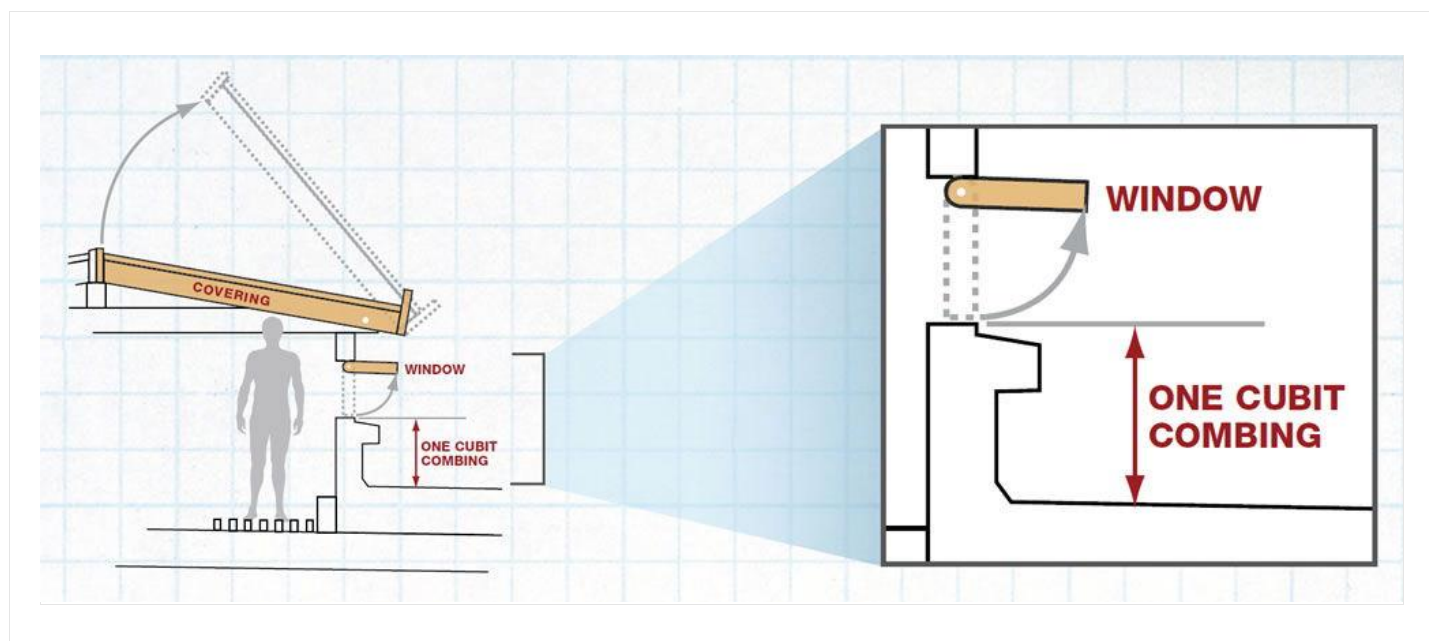 COVERING
WINDOW
ONE CUBIT
COMBING
WINDOW
ONE CUBIT
COMBING